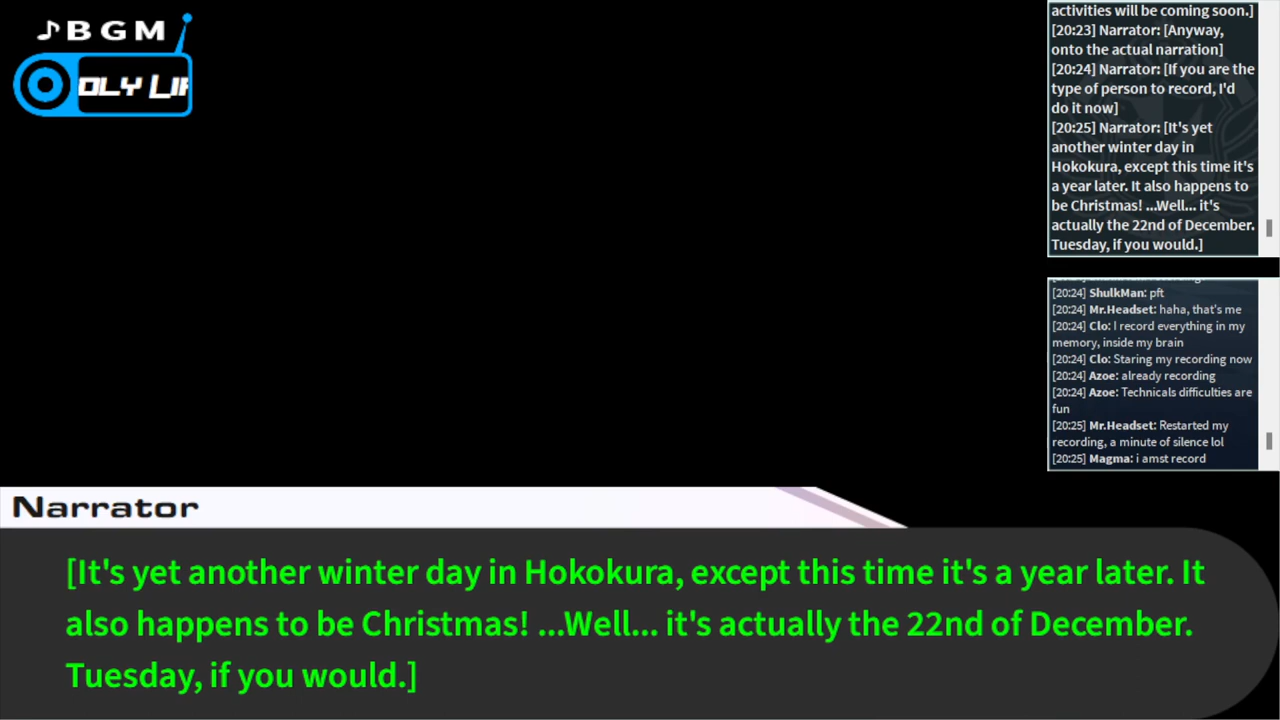 ♪BGM
OLY LI
activities will be coming soon.]
[20:23] Narrator: [Anyway,
onto the actual narration]
[20:24] Narrator: [If you are the
type of person to record, I'd
do it now]
[20:25] Narrator: [It's yet
another winter day in
Hokokura, except this time it's
a year later. It also happens to
be Christmas! ...Well... it's
actually the 22nd of December.
Tuesday, if you would.]
[20:24] ShulkMan: pft
[20:24] Mr.Headset: haha, that's me
[20:24] Clo: I record everything in my
memory, inside my brain
[20:24] Clo: Staring my recording now
[20:24] Azoe: already recording
[20:24] Azoe: Technicals difficulties are
fun
[20:25] Mr.Headset: Restarted my
recording, a minute of silence lol
[20:25] Magma: i amst record
Narrator
[It's yet another winter day in Hokokura, except this time it's a year later. It
also happens to be Christmas! ...Well... it's actually the 22nd of December.
Tuesday, if you would.]